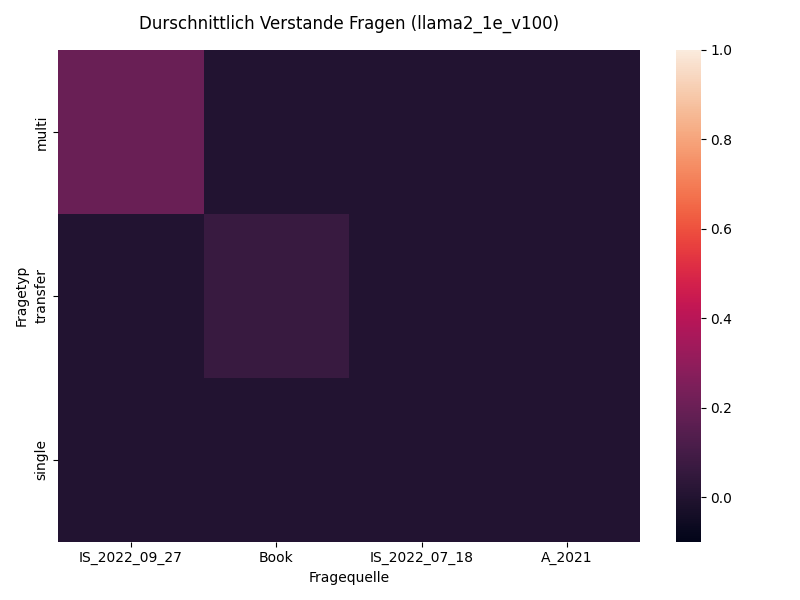 Durschnittlich Verstande Fragen (llama2_1e_v100)
Fragetyp
multi
transfer
single
IS_2022_09_27
Book
IS_2022_07_18
A_2021
Fragequelle
1.0
0.8
0.6
0.4
0.2
0.0